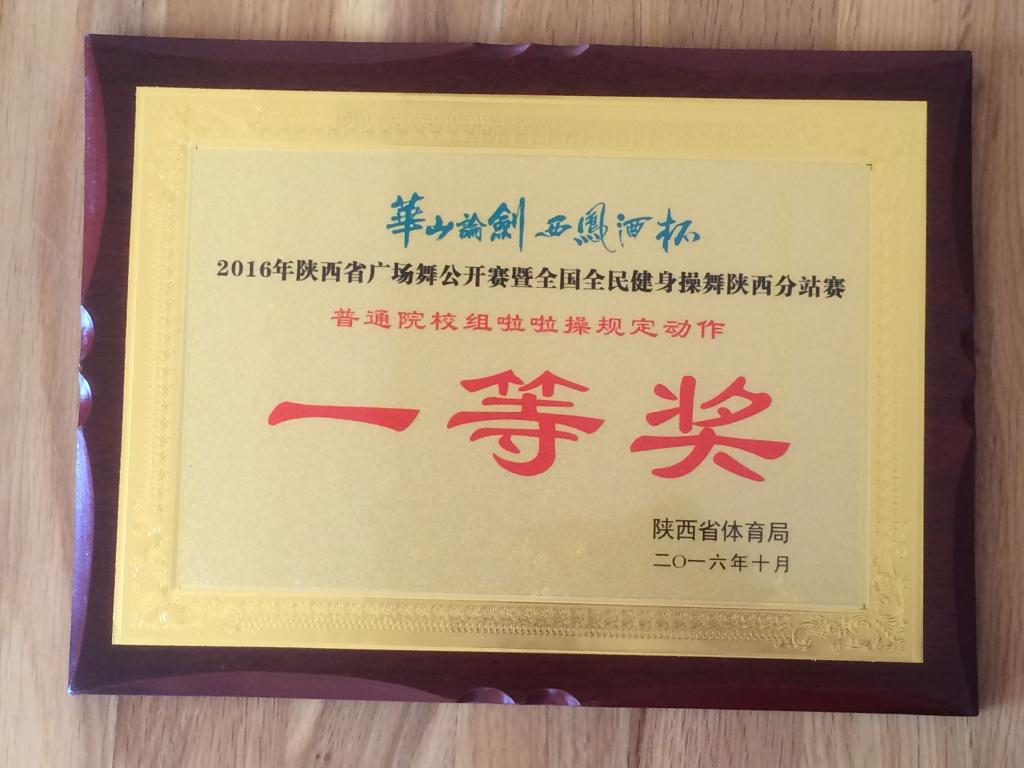 華山論劍西鳳酒杯
2016年陕西省广场舞公开赛暨全国全民健身操舞陕西分站赛
普通院校组啦啦操规定动作
一等奖
陕西省体育局
二〇一六年十月